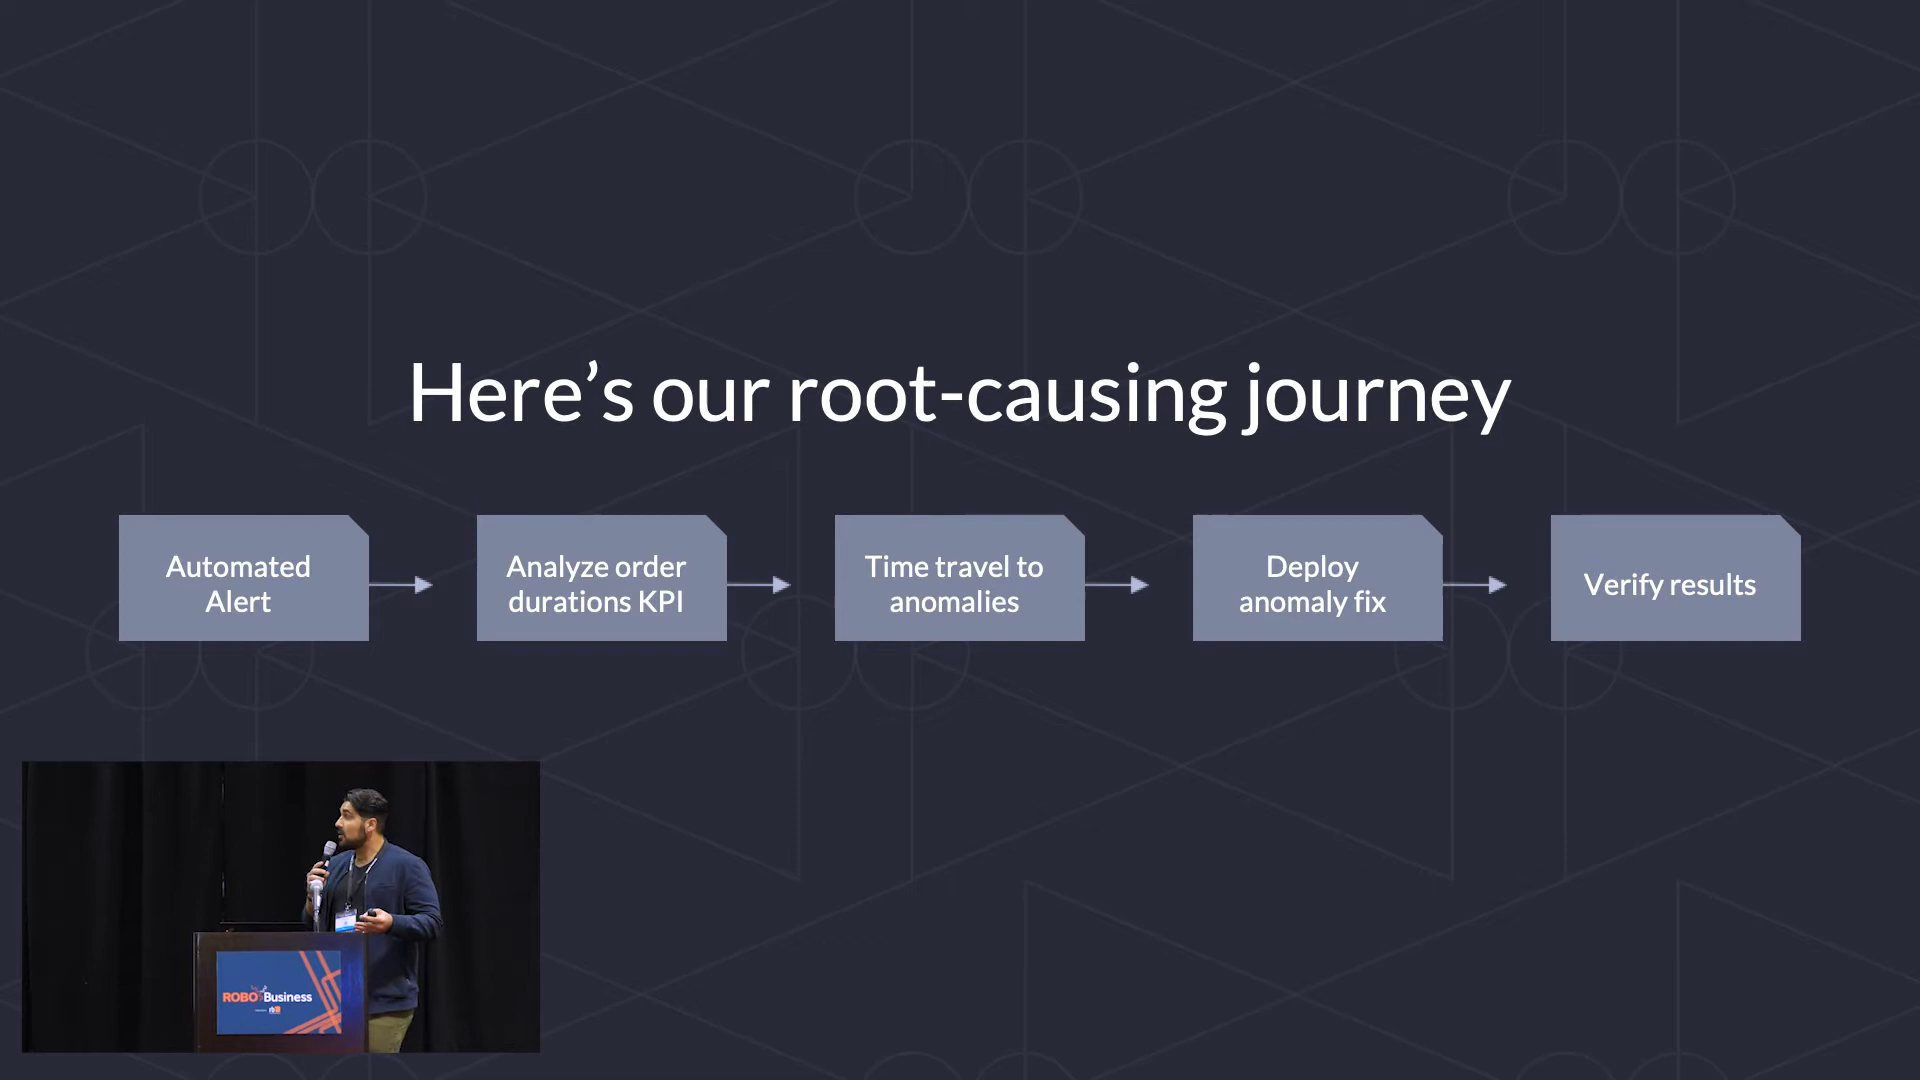 Here’s our root-causing journey
Automated
Alert
Analyze order
durations KPI
Time travel to
anomalies
Deploy
anomaly fix
Verify results
ROBO Business